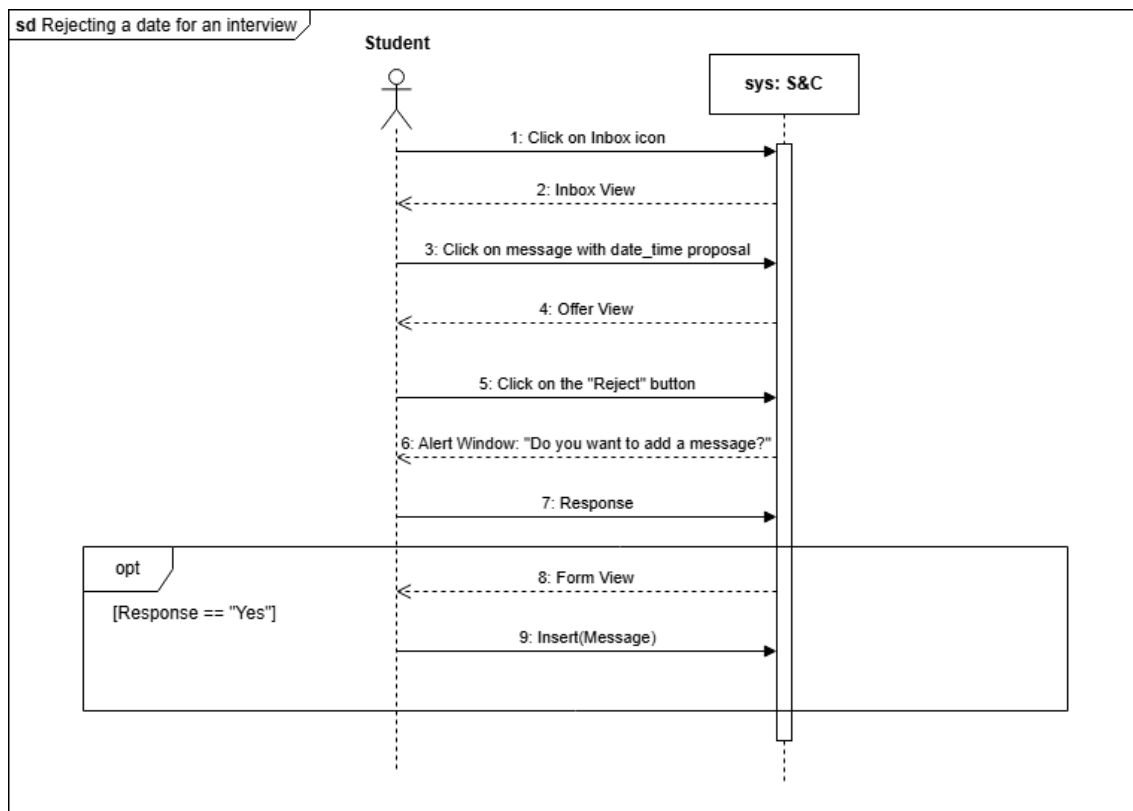 sd Rejecting a date for an interview
Student
sys: S&C
1: Click on Inbox icon
2: Inbox View
3: Click on message with date_time proposal
4: Offer View
5: Click on the "Reject" button
6: Alert Window: "Do you want to add a message?"
7: Response
opt
8: Form View
[Response == "Yes"]
9: Insert(Message)